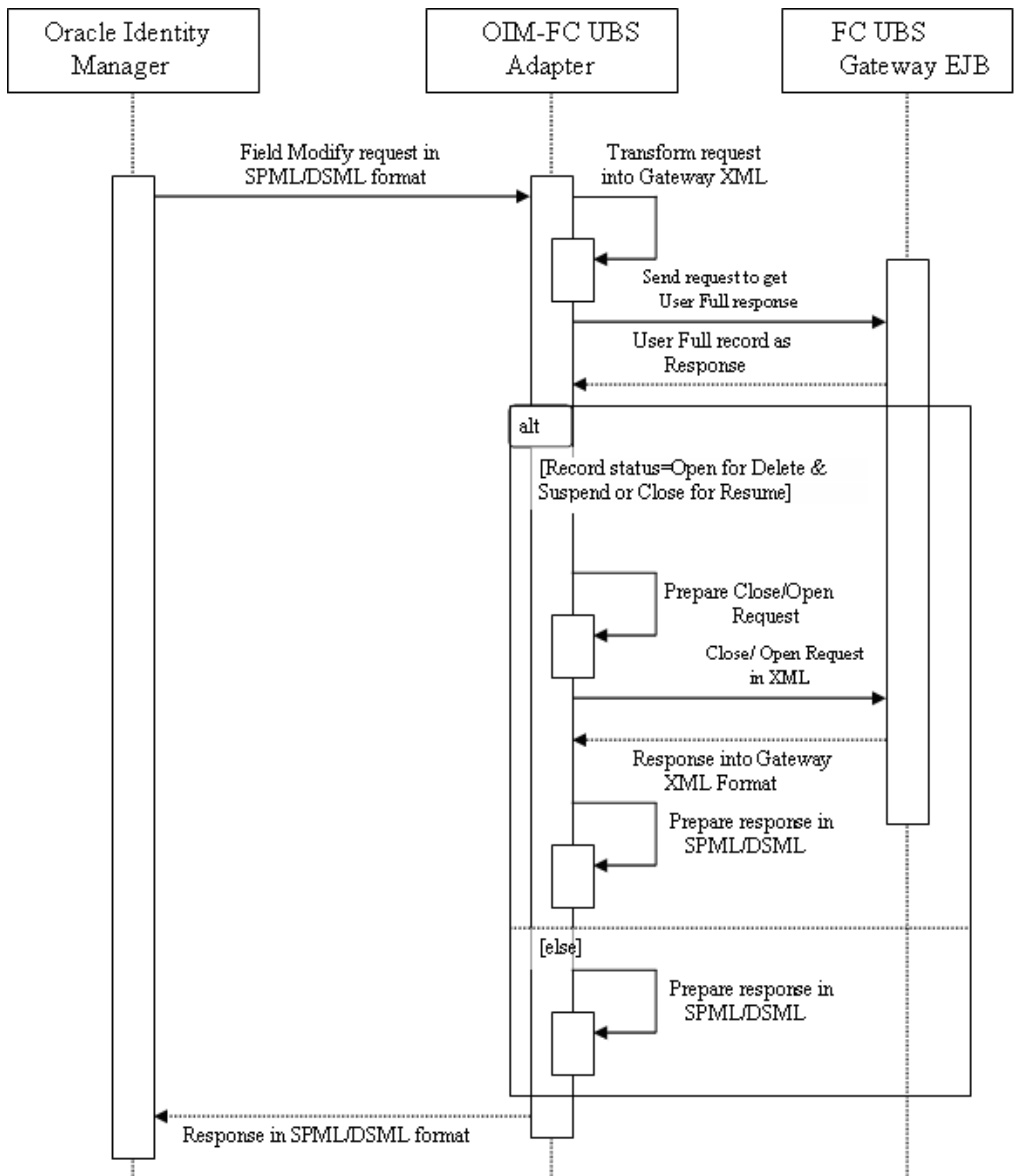 Oracle Identity
Manager
OIM-FC UBS
Adapter
FC UBS
Gateway EJB
Field Modify request in
SPML/DSML format
Transform request
into Gateway XML
Send request to get
User Full response
User Full record as
Response
alt
[Record status=Open for Delete &
Suspend or Close for Resume]
Prepare Close/Open
Request
Close/ Open Request
in XML
Response into Gateway
XML Format
Prepare response in
SPML/DSML
[else]
Prepare response in
SPML/DSML
Response in SPML/DSML format